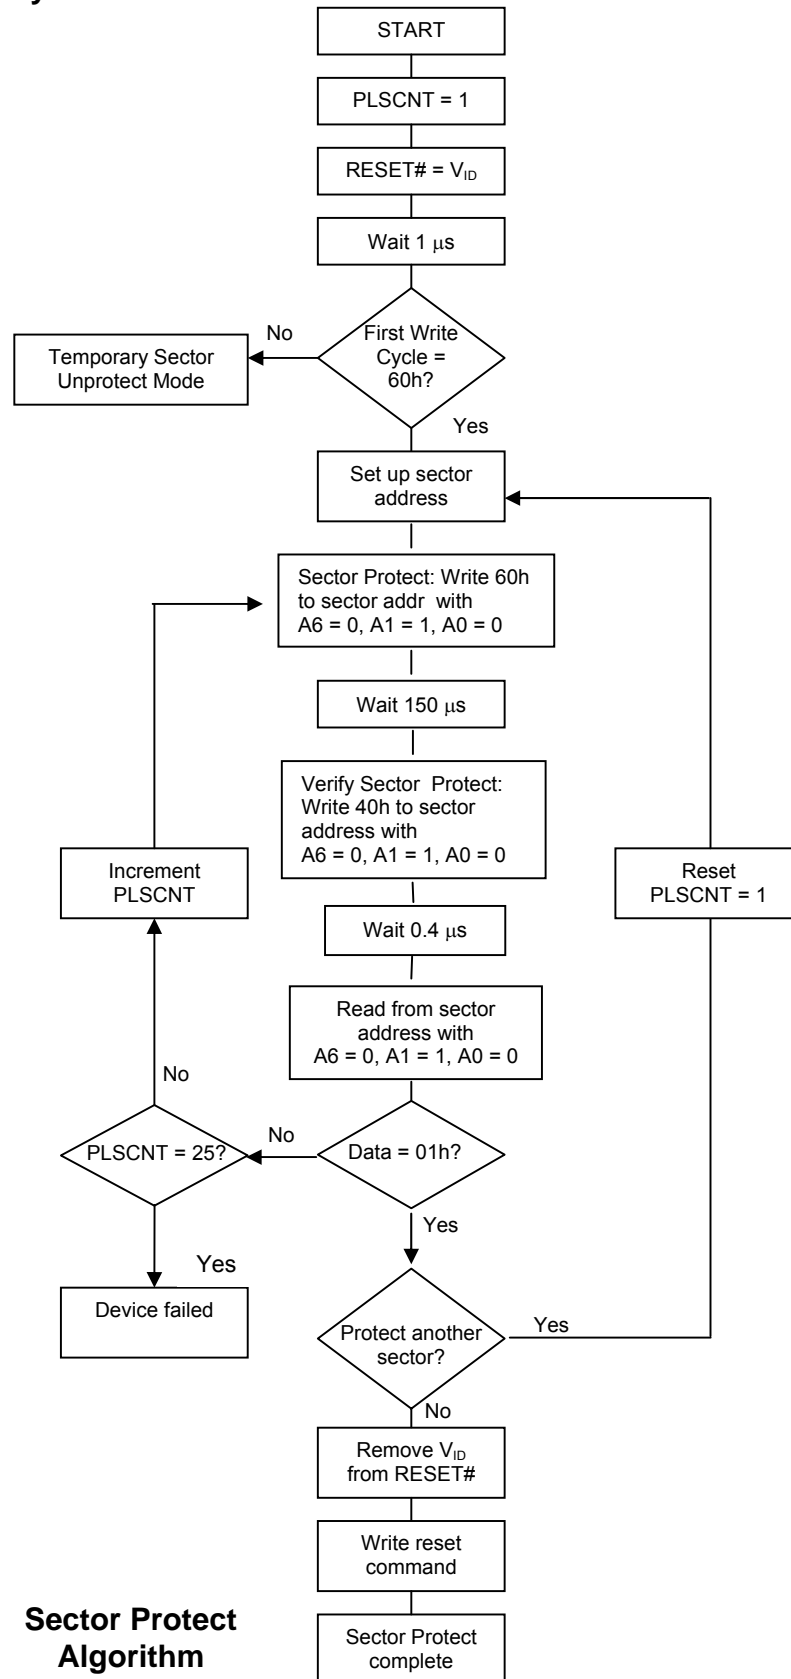 START
PLSCNT = 1
RESET# = VID
Wait 1 µs
First Write
Cycle =
60h?
No
Temporary Sector
Unprotect Mode
Yes
Set up sector
address
Sector Protect: Write 60h
to sector addr with
A6 = 0, A1 = 1, A0 = 0
Wait 150 µs
Verify Sector Protect:
Write 40h to sector
address with
A6 = 0, A1 = 1, A0 = 0
Increment
PLSCNT
Reset
PLSCNT = 1
Wait 0.4 µs
Read from sector
address with
A6 = 0, A1 = 1, A0 = 0
No
PLSCNT = 25?
No
Data = 01h?
Yes
Yes
Device failed
Protect another
sector?
Yes
No
Remove VID
from RESET#
Write reset
command
Sector Protect
complete
Sector Protect
Algorithm